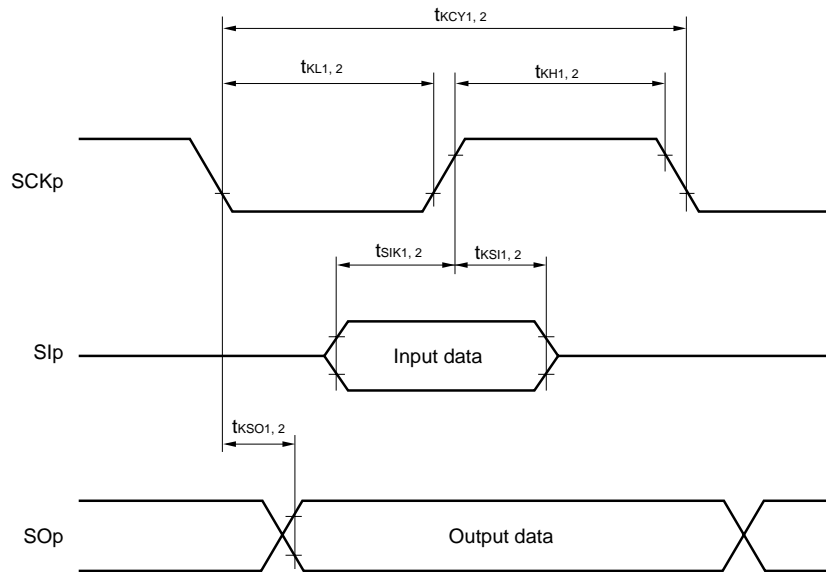 tKCY1, 2
tKL1, 2
tKH1, 2
SCKp
tSIK1, 2
tKSI1, 2
SIp
Input data
tKSO1, 2
SOp
Output data